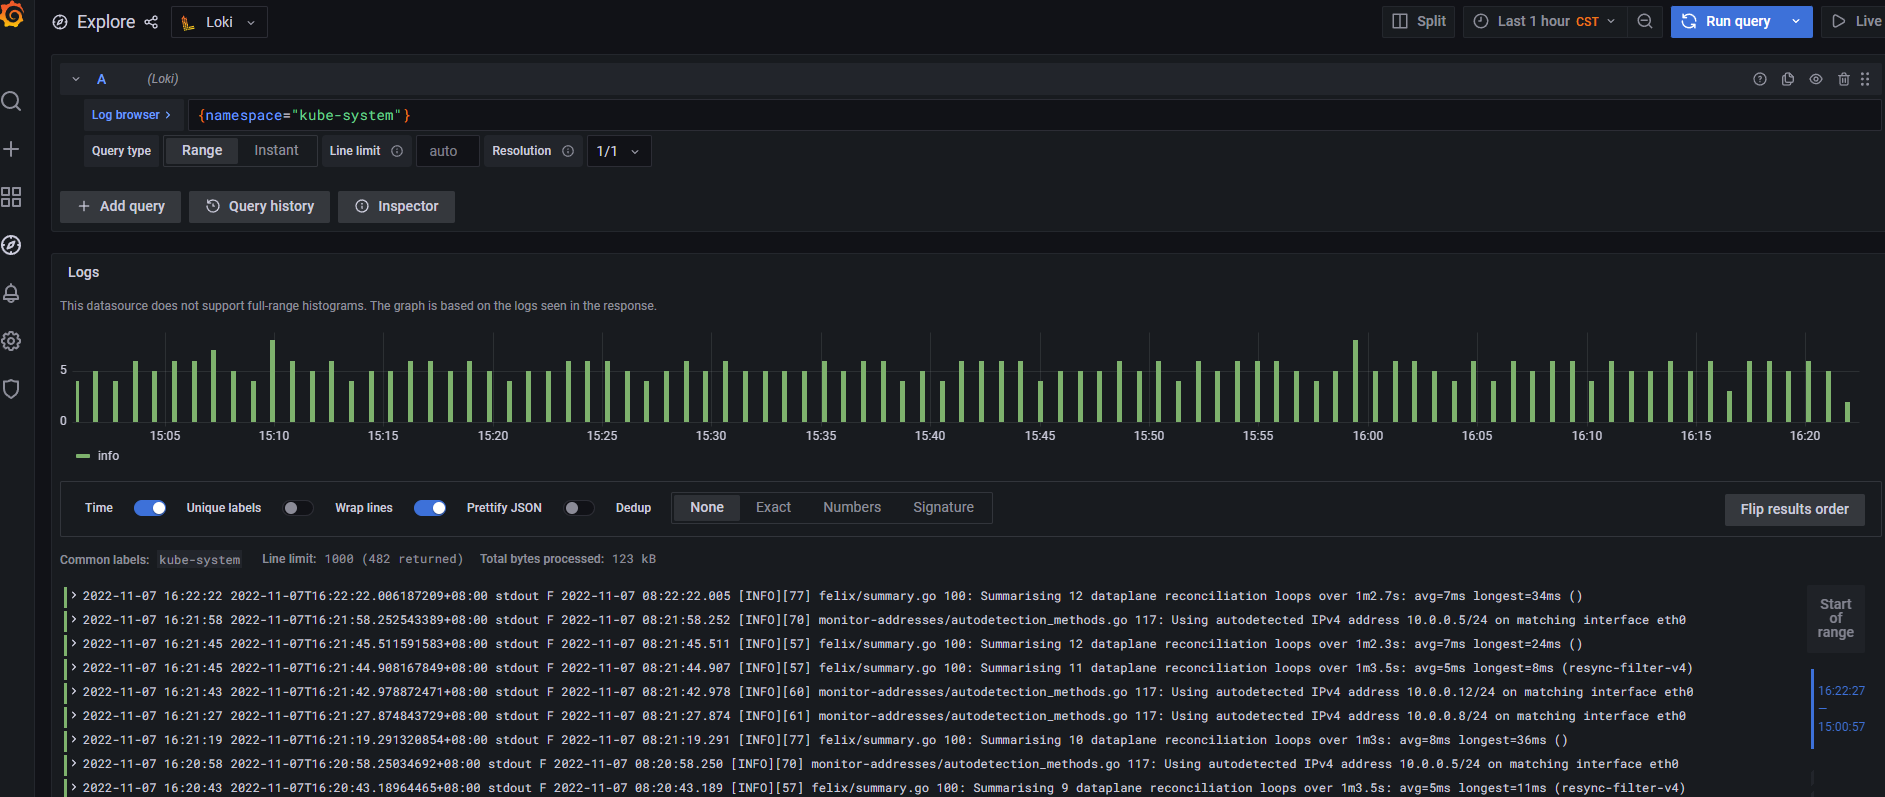 Explore Loki Split Last 1 hour CST Run query Live
A (Loki)
Log browser > {namespace="kube-system"}
Query type Range Instant Line limit auto Resolution 1/1
+ Add query Query history Inspector
Logs
This datasource does not support full-range histograms. The graph is based on the logs seen in the response.
5
0
15:05 15:10 15:15 15:20 15:25 15:30 15:35 15:40 15:45 15:50 15:55 16:00 16:05 16:10 16:15 16:20
info
Time Unique labels Wrap lines Prettify JSON Dedup None Exact Numbers Signature Flip results order
Common labels: kube-system Line limit: 1000 (482 returned) Total bytes processed: 123 kB
> 2022-11-07 16:22:22 2022-11-07T16:22:22.006187209+08:00 stdout F 2022-11-07 08:22:22.005 [INFO][77] felix/summary.go 100: Summarising 12 dataplane reconciliation loops over 1m2.7s: avg=7ms longest=34ms ()
> 2022-11-07 16:21:58 2022-11-07T16:21:58.252543389+08:00 stdout F 2022-11-07 08:21:58.252 [INFO][70] monitor-addresses/autodetection_methods.go 117: Using autodetected IPv4 address 10.0.0.5/24 on matching interface eth0
> 2022-11-07 16:21:45 2022-11-07T16:21:45.511591583+08:00 stdout F 2022-11-07 08:21:45.511 [INFO][57] felix/summary.go 100: Summarising 12 dataplane reconciliation loops over 1m2.3s: avg=7ms longest=24ms ()
> 2022-11-07 16:21:45 2022-11-07T16:21:44.908167849+08:00 stdout F 2022-11-07 08:21:44.907 [INFO][57] felix/summary.go 100: Summarising 11 dataplane reconciliation loops over 1m3.5s: avg=5ms longest=8ms (resync-filter-v4)
> 2022-11-07 16:21:43 2022-11-07T16:21:42.978872471+08:00 stdout F 2022-11-07 08:21:42.978 [INFO][60] monitor-addresses/autodetection_methods.go 117: Using autodetected IPv4 address 10.0.0.12/24 on matching interface eth0
> 2022-11-07 16:21:27 2022-11-07T16:21:27.874843729+08:00 stdout F 2022-11-07 08:21:27.874 [INFO][61] monitor-addresses/autodetection_methods.go 117: Using autodetected IPv4 address 10.0.0.8/24 on matching interface eth0
> 2022-11-07 16:21:19 2022-11-07T16:21:19.291320854+08:00 stdout F 2022-11-07 08:21:19.291 [INFO][77] felix/summary.go 100: Summarising 10 dataplane reconciliation loops over 1m3s: avg=8ms longest=36ms ()
> 2022-11-07 16:20:58 2022-11-07T16:20:58.25034692+08:00 stdout F 2022-11-07 08:20:58.250 [INFO][70] monitor-addresses/autodetection_methods.go 117: Using autodetected IPv4 address 10.0.0.5/24 on matching interface eth0
> 2022-11-07 16:20:43 2022-11-07T16:20:43.18964465+08:00 stdout F 2022-11-07 08:20:43.189 [INFO][57] felix/summary.go 100: Summarising 9 dataplane reconciliation loops over 1m3.5s: avg=5ms longest=11ms (resync-filter-v4)
Start
of
range
16:22:27
—
15:00:57